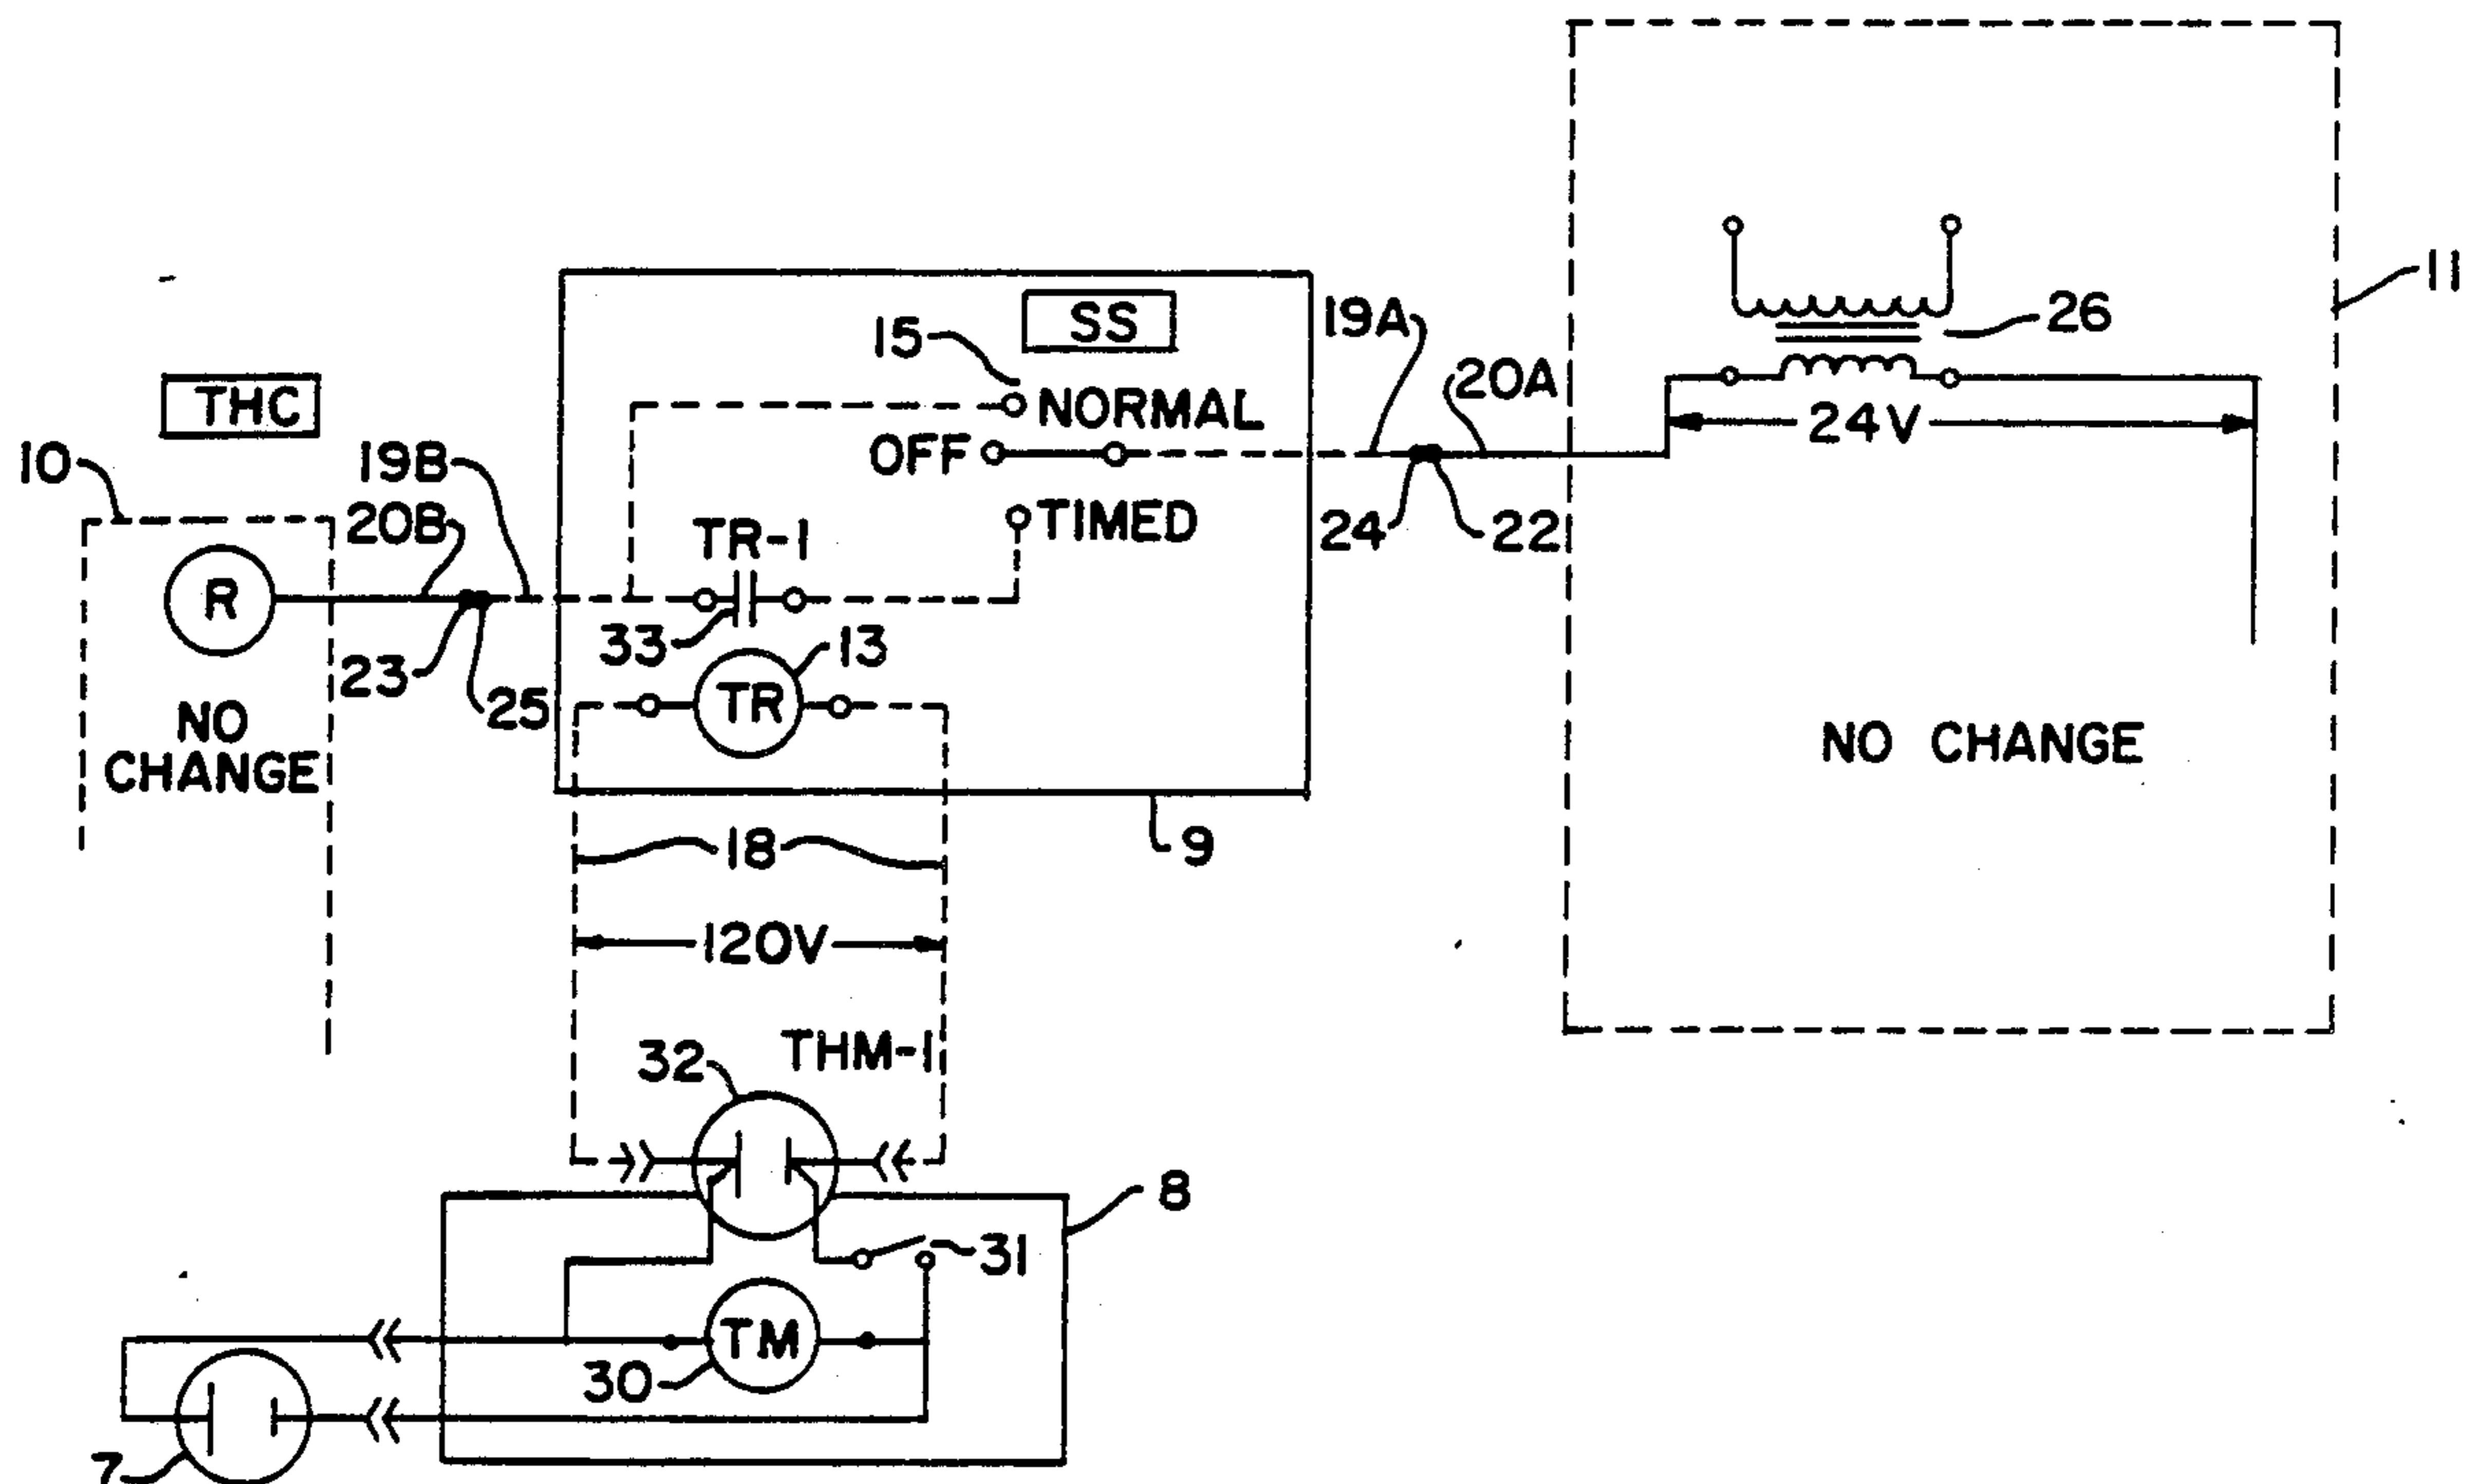 11
26
SS
15
19A
THC
NORMAL
20A
24V
10
19B
OFF
20B
TIMED
24
22
TR-1
R
33
13
23
25
TR
NO
CHANGE
NO CHANGE
18
9
120V
THM-1
32
8
31
TM
30
7